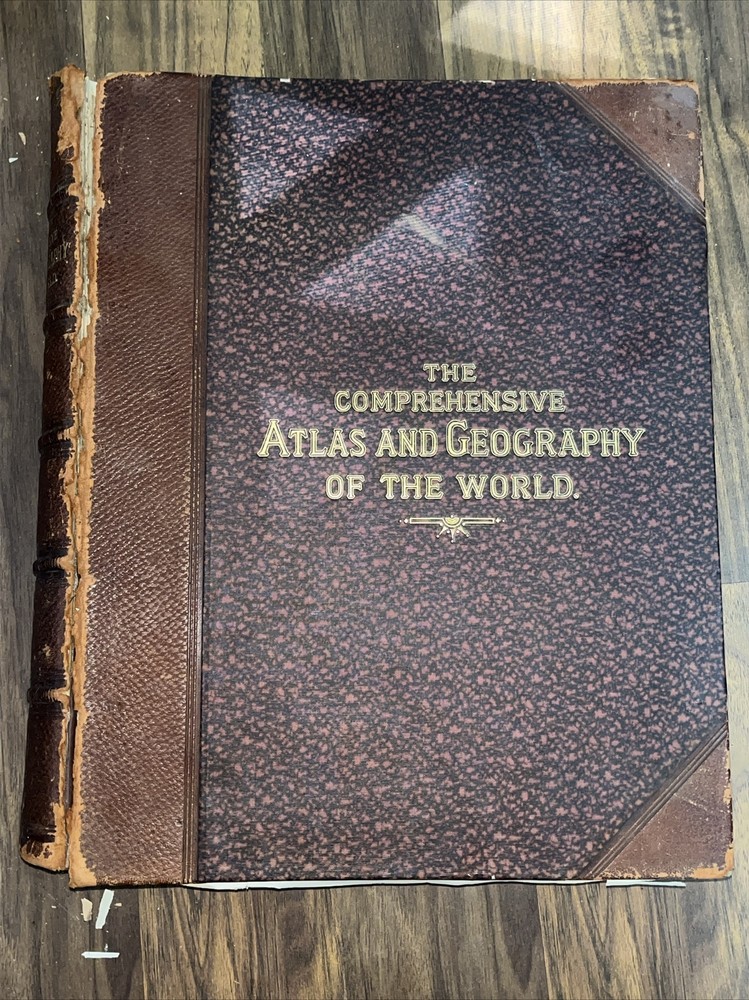 THE
COMPREHENSIVE
ATLAS AND GEOGRAPHY
OF THE WORLD.